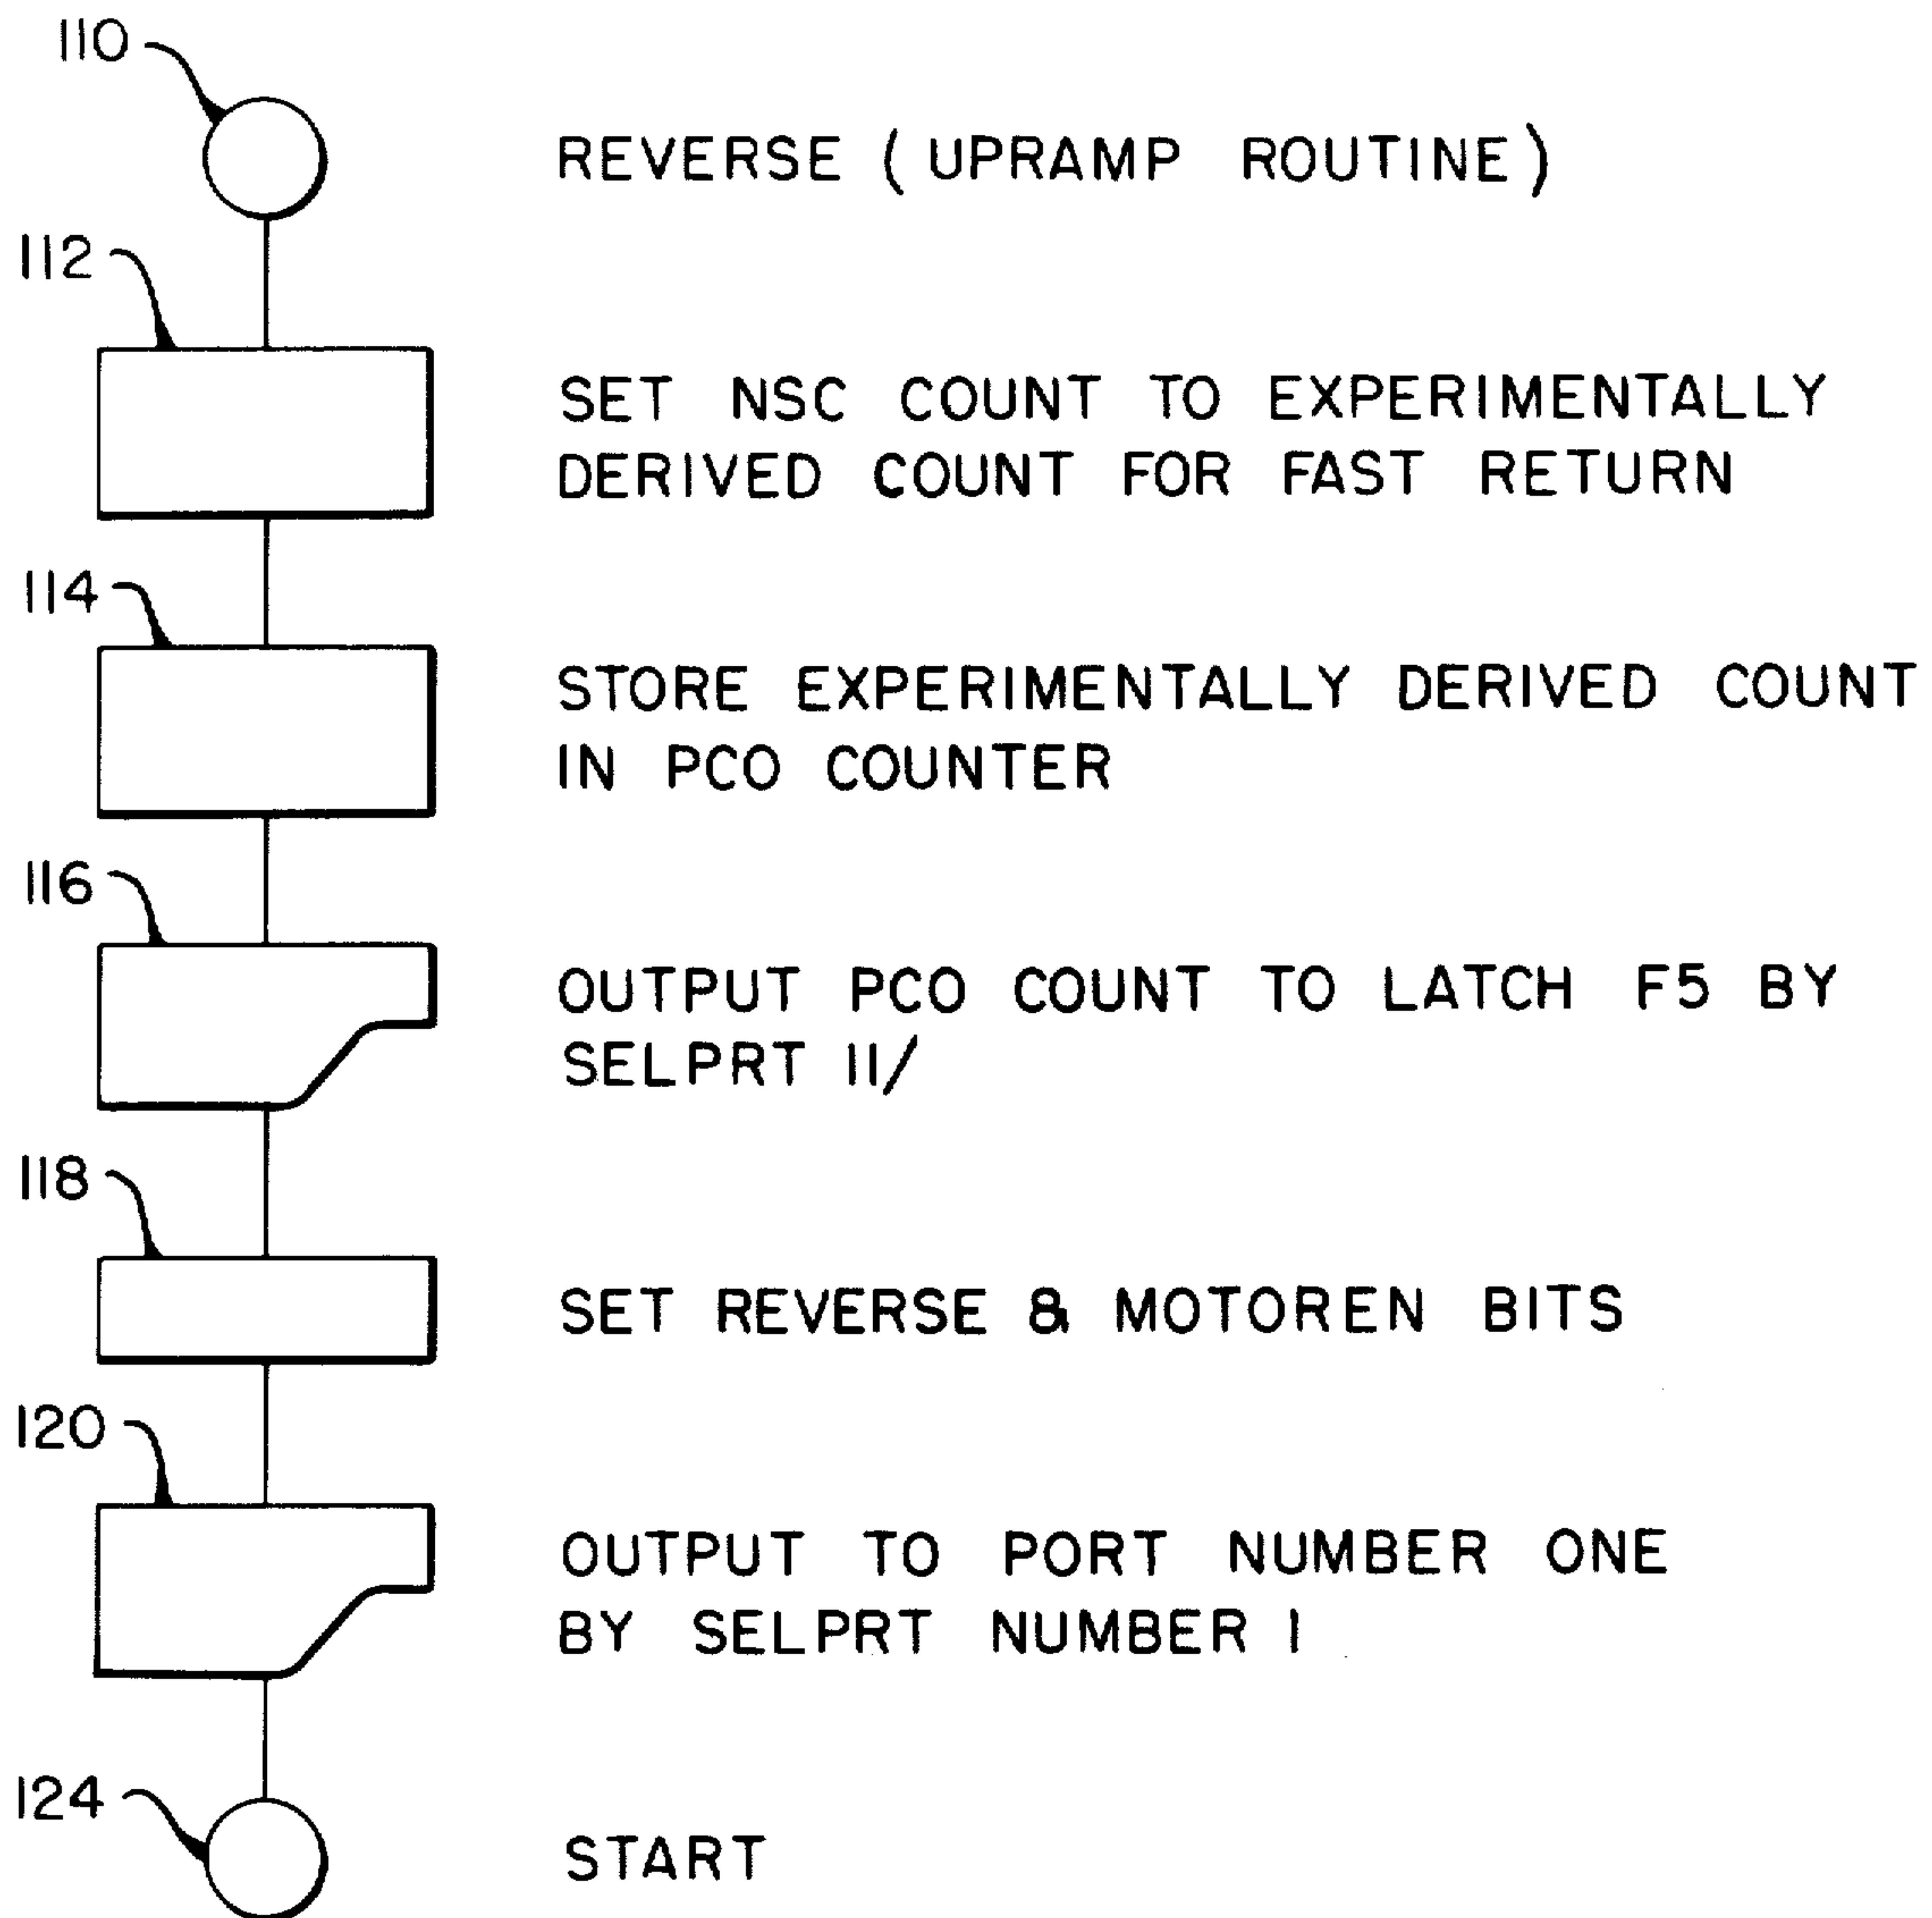 110
REVERSE (UPRAMP ROUTINE)
112
SET NSC COUNT TO EXPERIMENTALLY
DERIVED COUNT FOR FAST RETURN
114
STORE EXPERIMENTALLY DERIVED COUNT
IN PCO COUNTER
116
OUTPUT PCO COUNT TO LATCH F5 BY
SELPRT 11/
118
SET REVERSE & MOTOREN BITS
120
OUTPUT TO PORT NUMBER ONE
BY SELPRT NUMBER 1
124
START